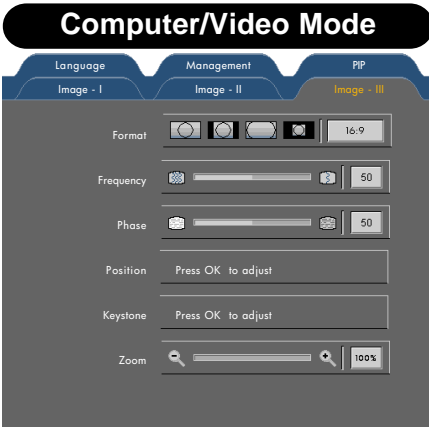 Computer/Video Mode
Language Management PIP
Image - I Image - II Image - III
Format 16:9
Frequency 50
Phase 50
Position Press OK to adjust
Keystone Press OK to adjust
Zoom 100%